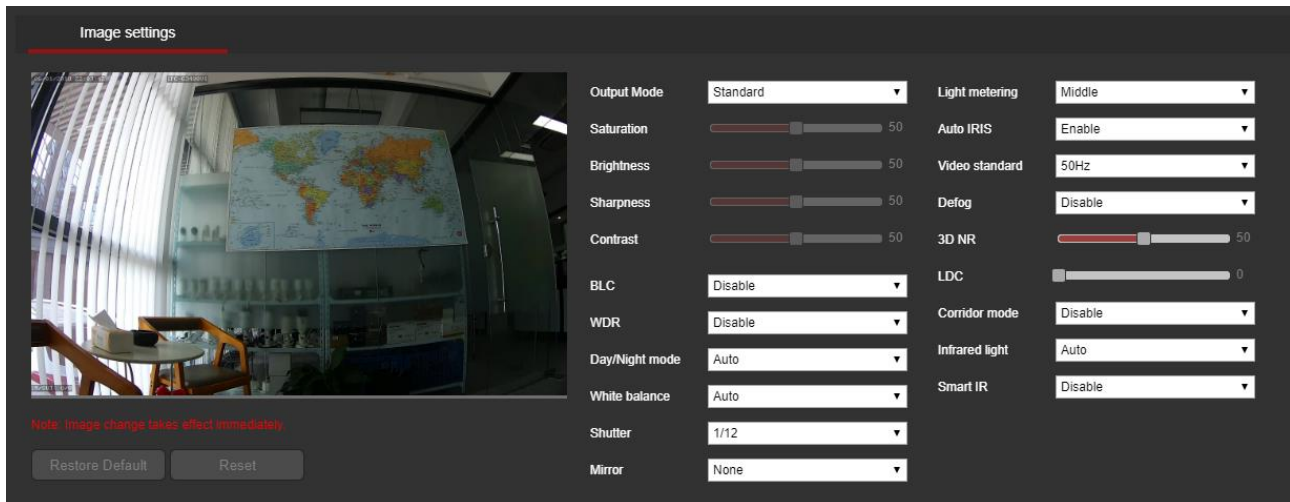 Image settings
Output Mode Standard
Saturation 50
Brightness 50
Sharpness 50
Contrast 50
BLC Disable
WDR Disable
Day/Night mode Auto
White balance Auto
Shutter 1/12
Mirror None
Light metering Middle
Auto IRIS Enable
Video standard 50Hz
Defog Disable
3D NR 50
LDC 0
Corridor mode Disable
Infrared light Auto
Smart IR Disable
Note: Image change takes effect immediately.
Restore Default Reset